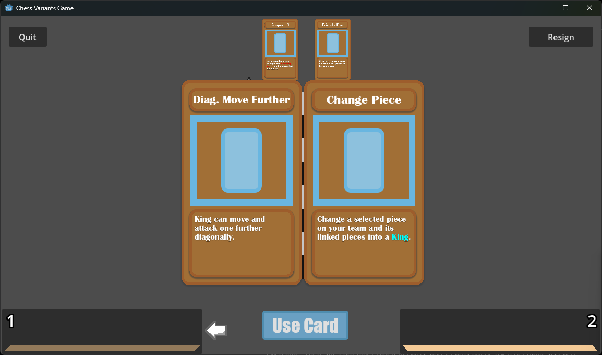 Chess Variants Game
Quit
Resign
Diag. Move Further
Change Piece
King can move and
attack one further
diagonally.
Change a selected piece
on your team and its
linked pieces into a King.
1
Use Card
2